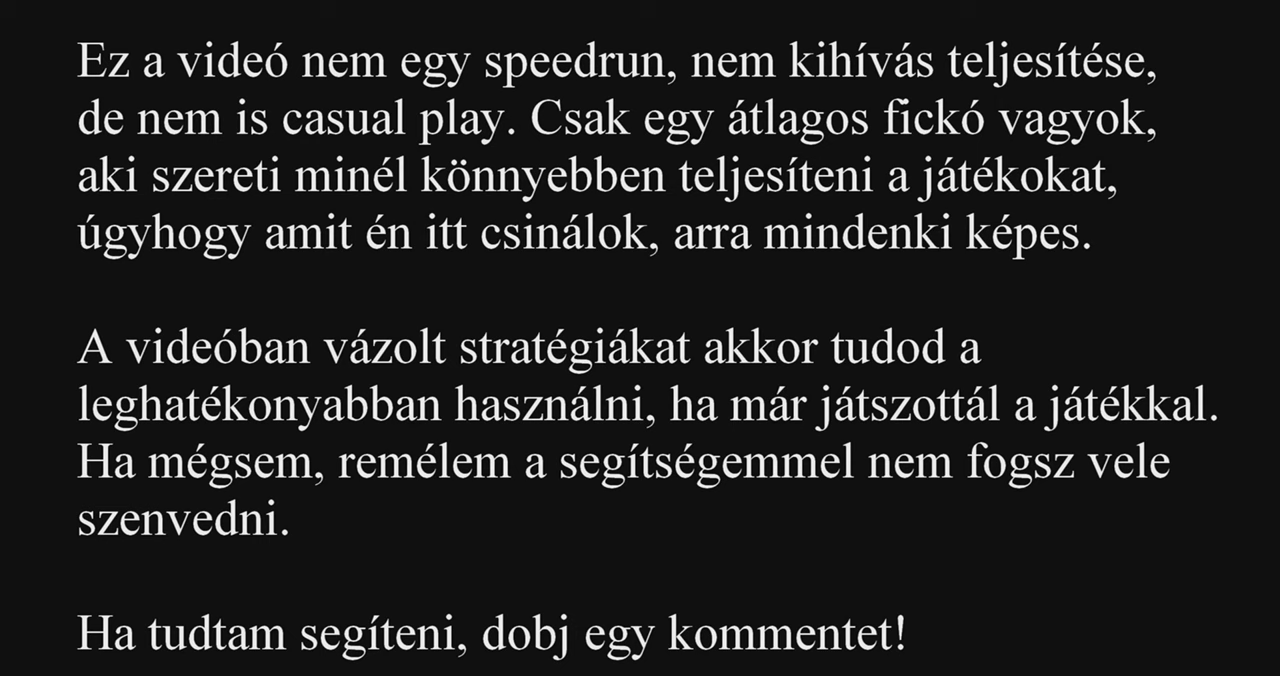 Ez a videó nem egy speedrun, nem kihívás teljesítése,
de nem is casual play. Csak egy átlagos fickó vagyok,
aki szereti minél könnyebben teljesíteni a játékokat,
úgyhogy amit én itt csinálok, arra mindenki képes.
A videóban vázolt stratégiákat akkor tudod a
leghatékonyabban használni, ha már játszottál a játékkal.
Ha mégsem, remélem a segítségemmel nem fogsz vele
szenvedni.
Ha tudtam segíteni, dobj egy kommentet!